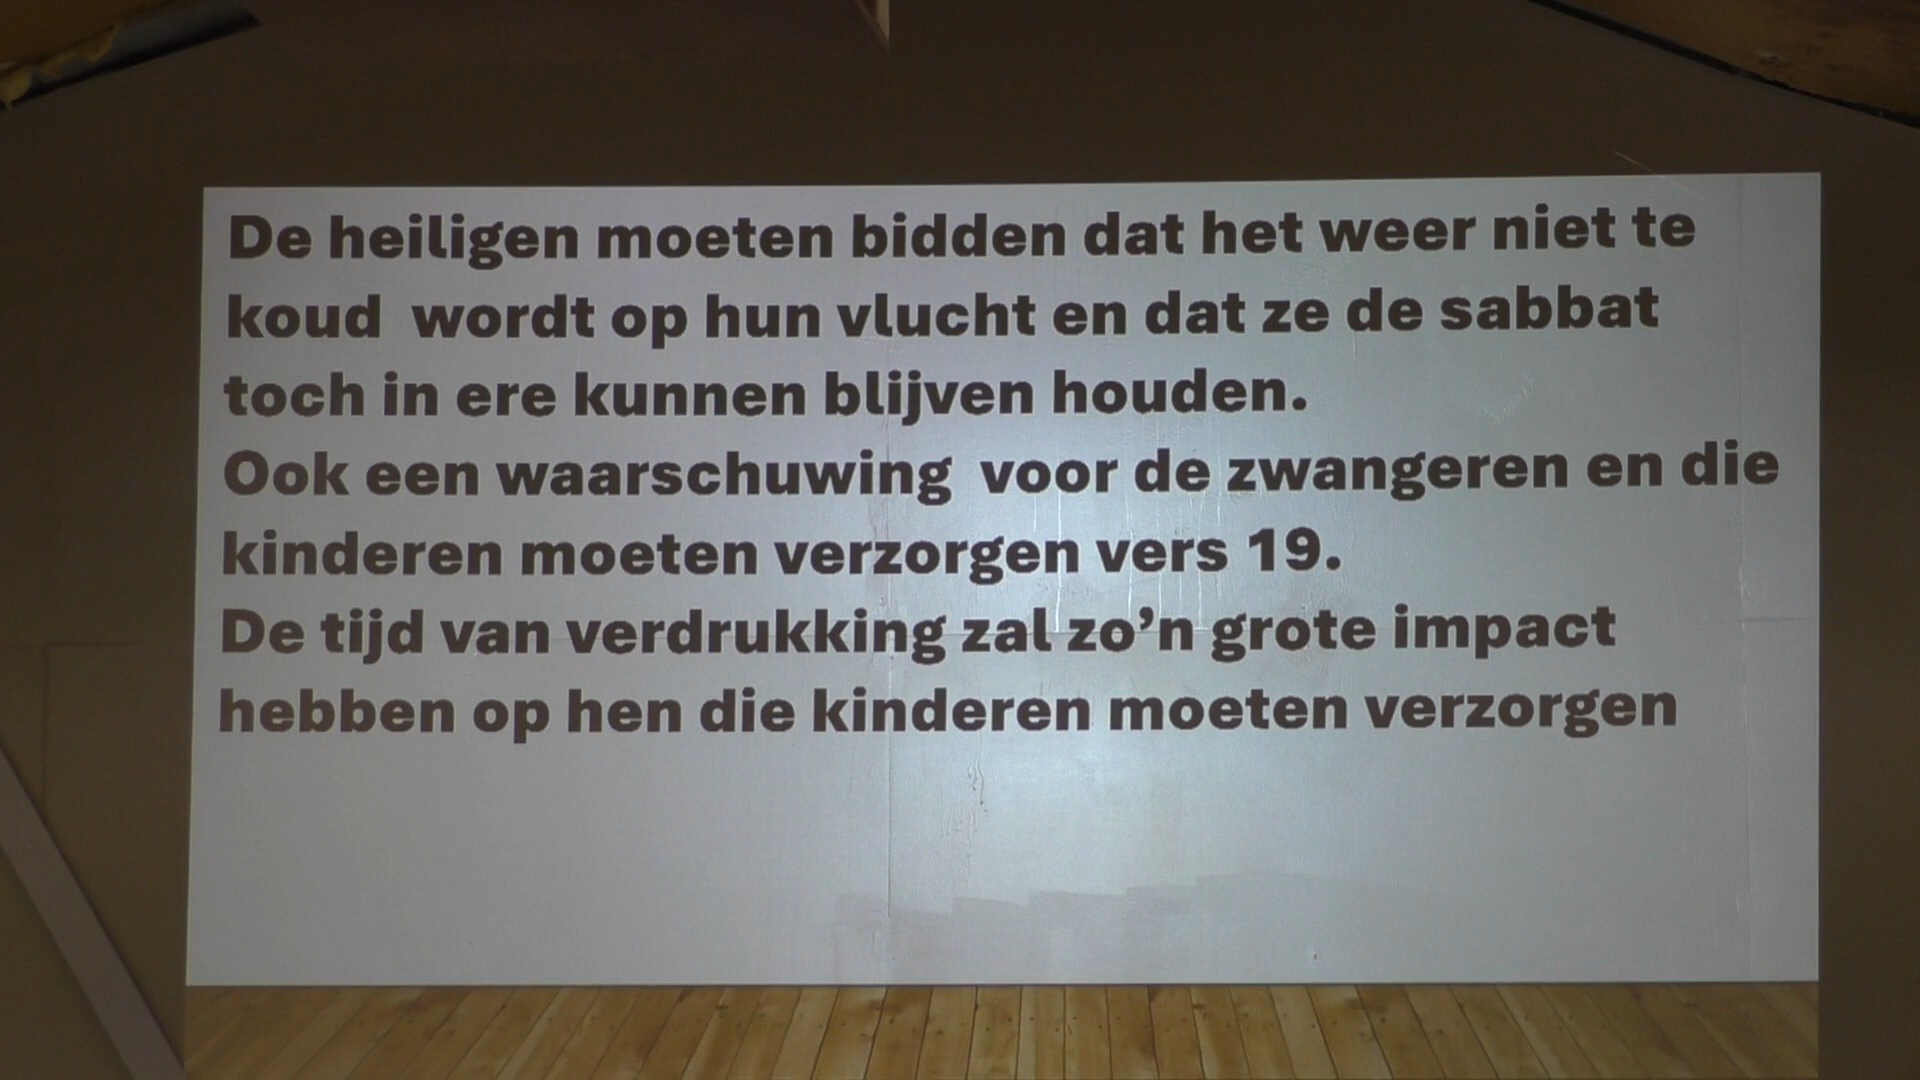 De heiligen moeten bidden dat het weer niet te
koud  wordt op hun vlucht en dat ze de sabbat
toch in ere kunnen blijven houden.
Ook een waarschuwing  voor de zwangeren en die
kinderen moeten verzorgen vers 19.
De tijd van verdrukking zal zo’n grote impact
hebben op hen die kinderen moeten verzorgen